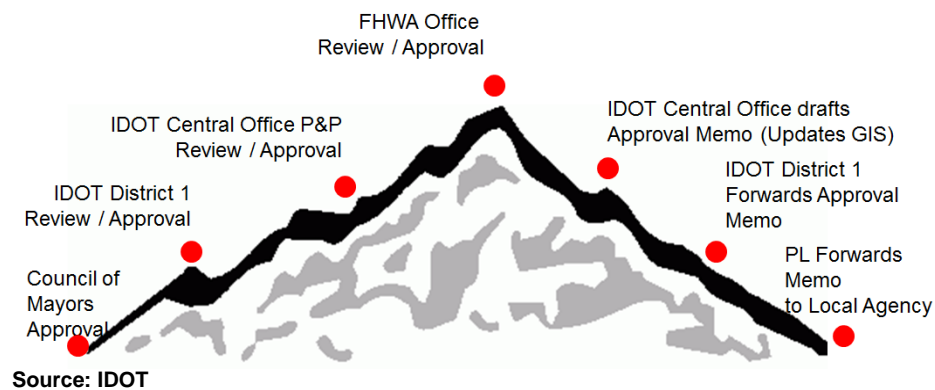 FHWA Office
Review / Approval
IDOT Central Office P&P
Review / Approval
IDOT District 1
Review / Approval
Council of
Mayors
Approval
IDOT Central Office drafts
Approval Memo (Updates GIS)
IDOT District 1
Forwards Approval
Memo
PL Forwards
Memo
to Local Agency
Source: IDOT